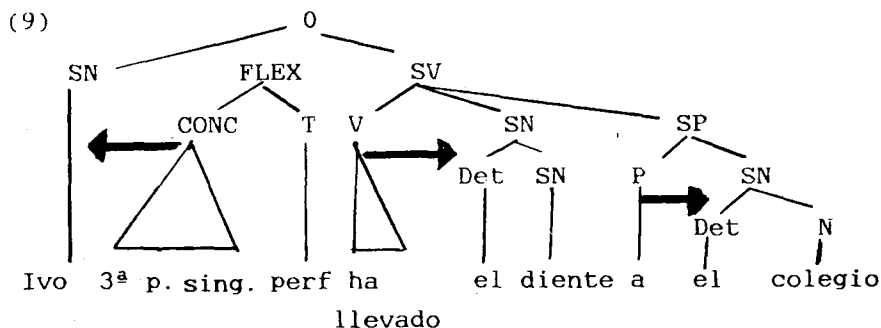 (9)
O
SN FLEX SV
CONC T V SN SP
Det SN P SN
Det N
Ivo 3ª p. sing. perf ha el diente a el colegio
llevado